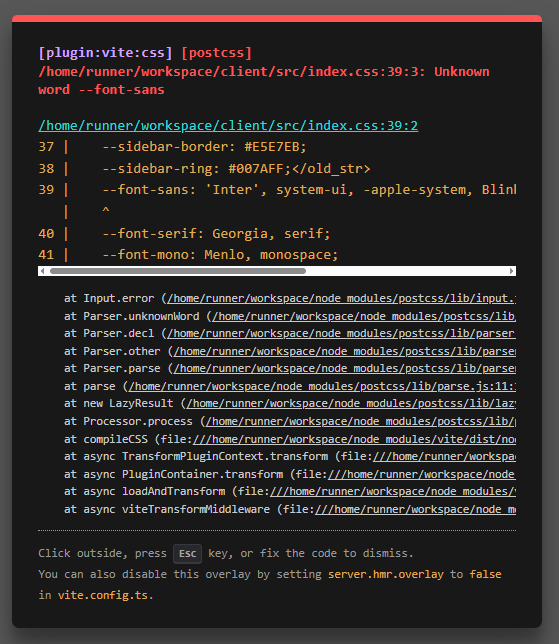 [plugin:vite:css] [postcss]
/home/runner/workspace/client/src/index.css:39:3: Unknown
word --font-sans
/home/runner/workspace/client/src/index.css:39:2
37 |    --sidebar-border: #E5E7EB;
38 |    --sidebar-ring: #007AFF;</old_str>
39 |    --font-sans: 'Inter', system-ui, -apple-system, Blin
   |    ^
40 |    --font-serif: Georgia, serif;
41 |    --font-mono: Menlo, monospace;
at Input.error (/home/runner/workspace/node_modules/postcss/lib/input.
at Parser.unknownWord (/home/runner/workspace/node_modules/postcss/lib
at Parser.decl (/home/runner/workspace/node_modules/postcss/lib/parser
at Parser.other (/home/runner/workspace/node_modules/postcss/lib/parse
at Parser.parse (/home/runner/workspace/node_modules/postcss/lib/parse
at parse (/home/runner/workspace/node_modules/postcss/lib/parse.js:11:
at new LazyResult (/home/runner/workspace/node_modules/postcss/lib/laz
at Processor.process (/home/runner/workspace/node_modules/postcss/lib/
at compileCSS (file:///home/runner/workspace/node_modules/vite/dist/no
at async TransformPluginContext.transform (file:///home/runner/workspa
at async PluginContainer.transform (file:///home/runner/workspace/node
at async loadAndTransform (file:///home/runner/workspace/node_modules/
at async viteTransformMiddleware (file:///home/runner/workspace/node_m
Click outside, press Esc key, or fix the code to dismiss.
You can also disable this overlay by setting server.hmr.overlay to false
in vite.config.ts.